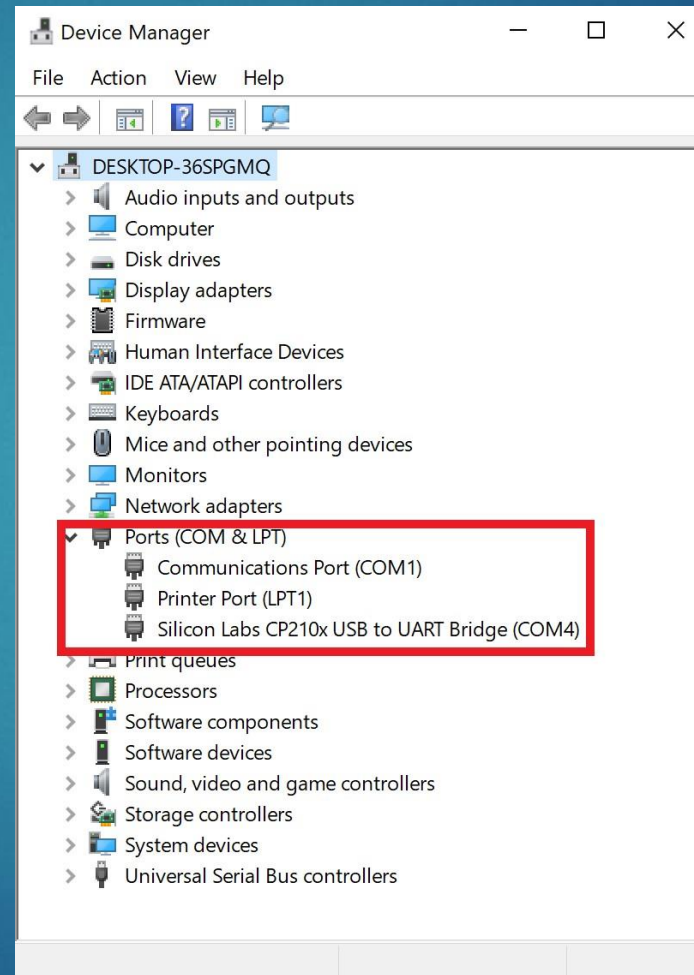 Device Manager
File Action View Help
DESKTOP-36SPGMQ
Audio inputs and outputs
Computer
Disk drives
Display adapters
Firmware
Human Interface Devices
IDE ATA/ATAPI controllers
Keyboards
Mice and other pointing devices
Monitors
Network adapters
Ports (COM & LPT)
Communications Port (COM1)
Printer Port (LPT1)
Silicon Labs CP210x USB to UART Bridge (COM4)
Print queues
Processors
Software components
Software devices
Sound, video and game controllers
Storage controllers
System devices
Universal Serial Bus controllers